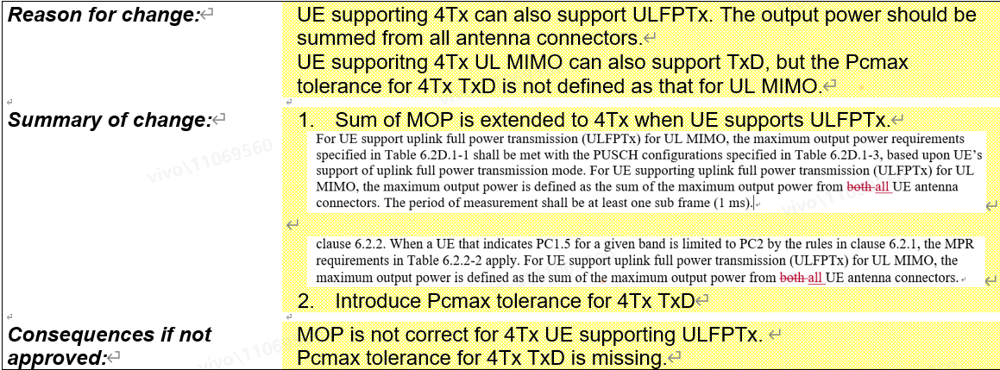 Reason for change:
UE supporting 4Tx can also support ULFPTx. The output power should be
summed from all antenna connectors.
UE supporitng 4Tx UL MIMO can also support TxD, but the Pcmax
tolerance for 4Tx TxD is not defined as that for UL MIMO.
Summary of change:
1. Sum of MOP is extended to 4Tx when UE supports ULFPTx.
For UE support uplink full power transmission (ULFPTx) for UL MIMO, the maximum output power requirements
specified in Table 6.2D.1-1 shall be met with the PUSCH configurations specified in Table 6.2D.1-3, based upon UE's
support of uplink full power transmission mode. For UE supporting uplink full power transmission (ULFPTx) for UL
MIMO, the maximum output power is defined as the sum of the maximum output power from both all UE antenna
connectors. The period of measurement shall be at least one sub frame (1 ms).
clause 6.2.2. When a UE that indicates PC1.5 for a given band is limited to PC2 by the rules in clause 6.2.1, the MPR
requirements in Table 6.2.2-2 apply. For UE support uplink full power transmission (ULFPTx) for UL MIMO, the
maximum output power is defined as the sum of the maximum output power from both all UE antenna connectors.
2. Introduce Pcmax tolerance for 4Tx TxD
Consequences if not
approved:
MOP is not correct for 4Tx UE supporting ULFPTx.
Pcmax tolerance for 4Tx TxD is missing.
vivo\11069560